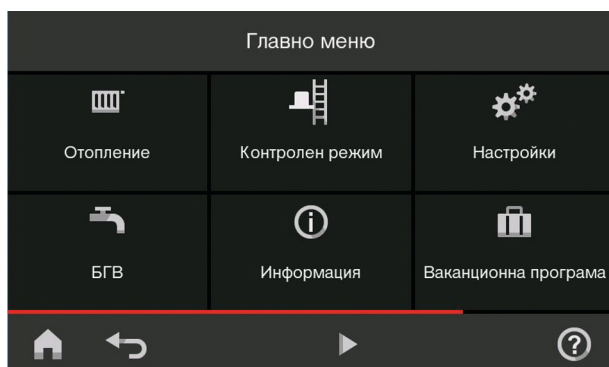 Главно меню
Отопление
Контролен режим
Настройки
БГВ
Информация
Ваканционна програма